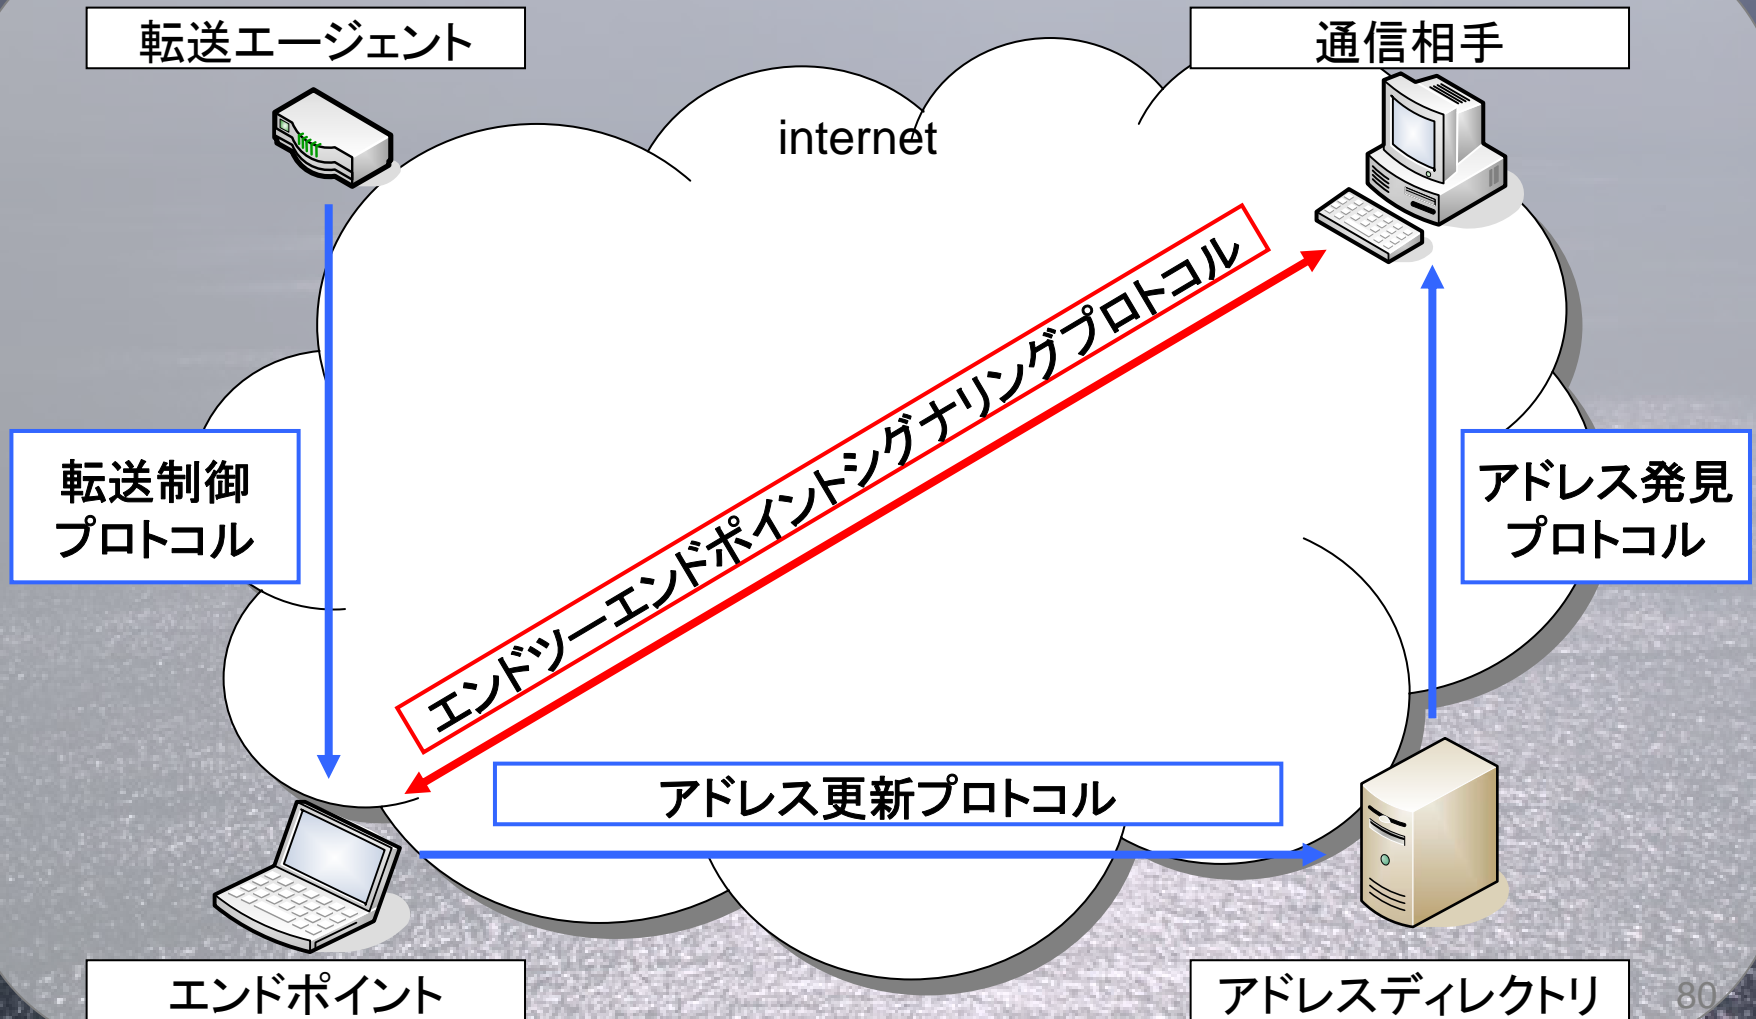 転送エージェント
通信相手
internet
エンドツーエンドポイントシグナリングプロトコル
転送制御
プロトコル
アドレス発見
プロトコル
アドレス更新プロトコル
エンドポイント
アドレスディレクトリ
80